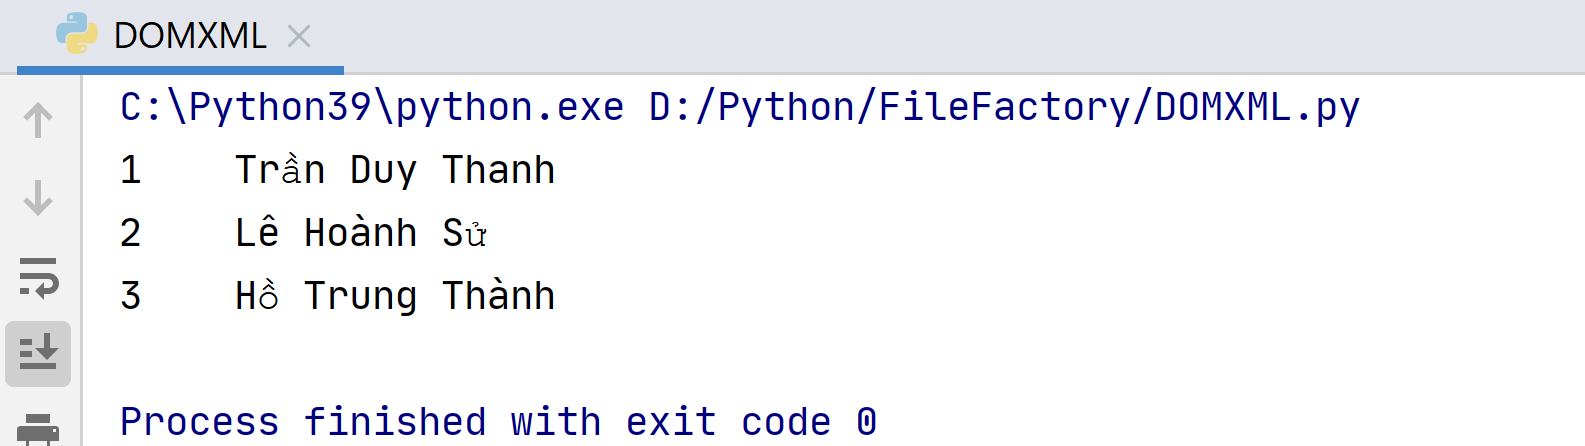 DOMXML
C:\Python39\python.exe D:/Python/FileFactory/DOMXML.py
1    Trần Duy Thanh
2    Lê Hoành Sử
3    Hồ Trung Thành
Process finished with exit code 0